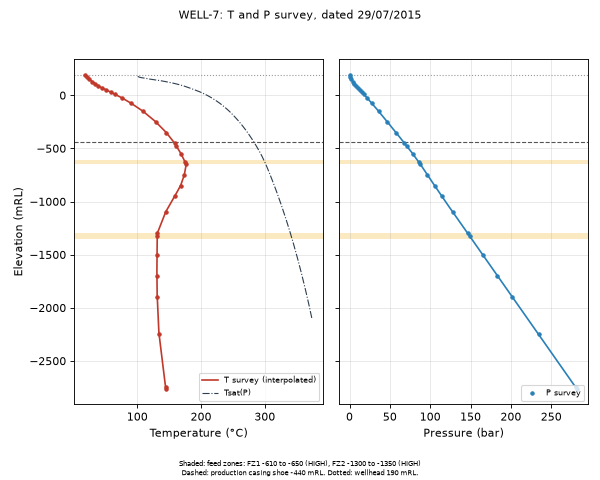 WELL-7: T and P survey, dated 29/07/2015
0
−500
−1000
−1500
−2000
−2500
Elevation (mRL)
100
200
300
Temperature (°C)
T survey (interpolated)
Tsat(P)
0
50
100
150
200
250
Pressure (bar)
P survey
Shaded: feed zones: FZ1 -610 to -650 (HIGH), FZ2 -1300 to -1350 (HIGH)
Dashed: production casing shoe -440 mRL. Dotted: wellhead 190 mRL.